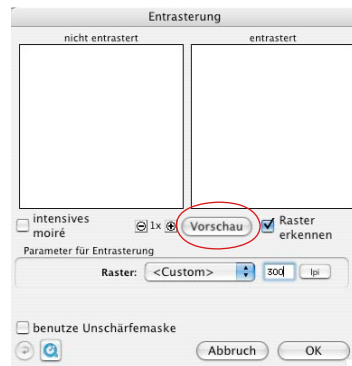 Entrasterung
nicht entrastert entrastert
intensives moiré 1x Vorschau Raster erkennen
Parameter für Entrasterung
Raster: <Custom> 300 lpi
benutze Unschärfemaske
Abbruch OK